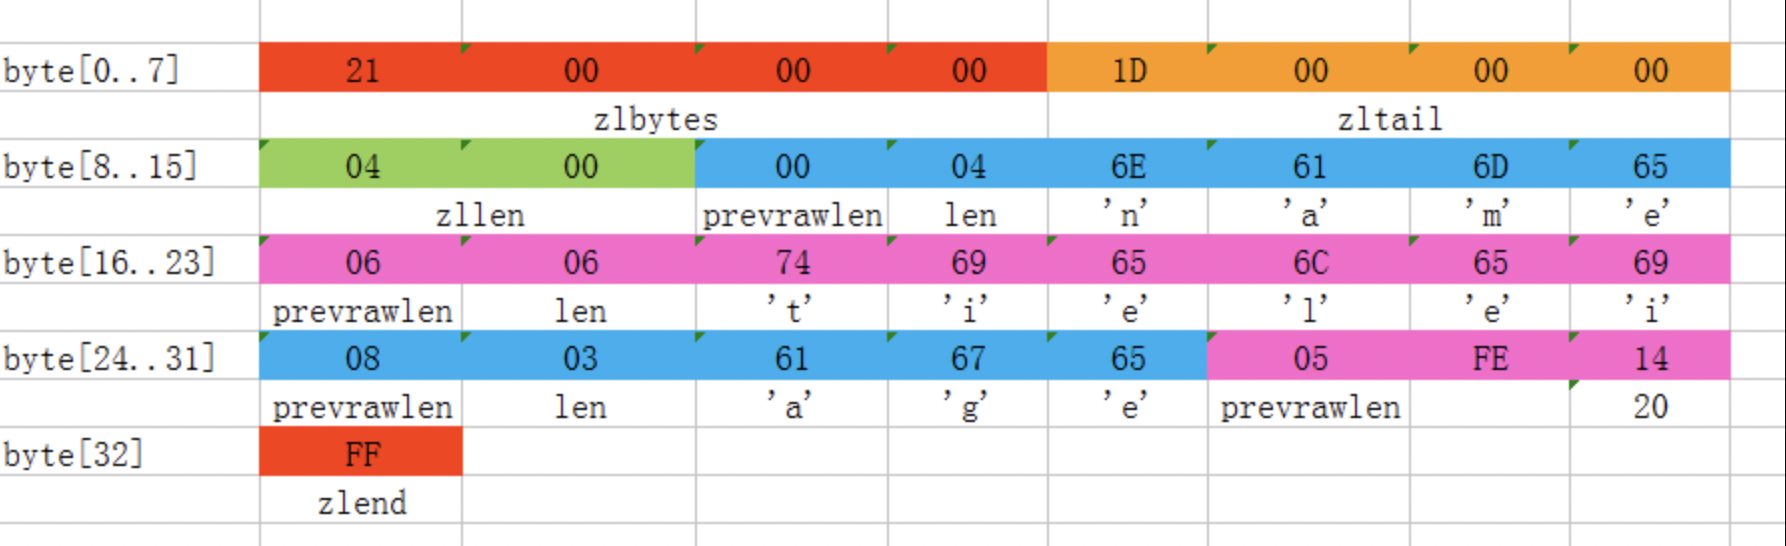 byte[0..7] 21 00 00 00 1D 00 00 00
zlbytes zltail
byte[8..15] 04 00 00 04 6E 61 6D 65
zllen prevrawlen len 'n' 'a' 'm' 'e'
byte[16..23] 06 06 74 69 65 6C 65 69
prevrawlen len 't' 'i' 'e' 'l' 'e' 'i'
byte[24..31] 08 03 61 67 65 05 FE 14
prevrawlen len 'a' 'g' 'e' prevrawlen 20
byte[32] FF
zlend